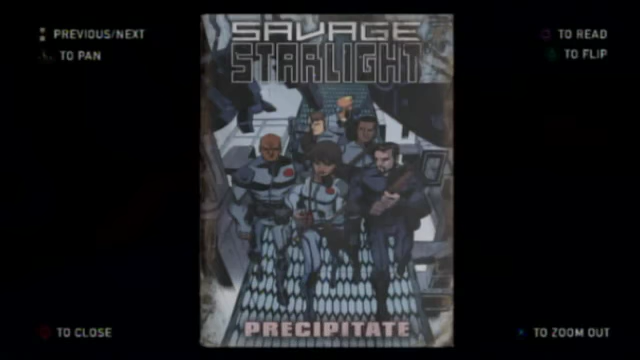 PREVIOUS/NEXT
TO PAN
SAVAGE
STARLIGHT
PRECIPITATE
TO READ
TO FLIP
TO CLOSE
TO ZOOM OUT